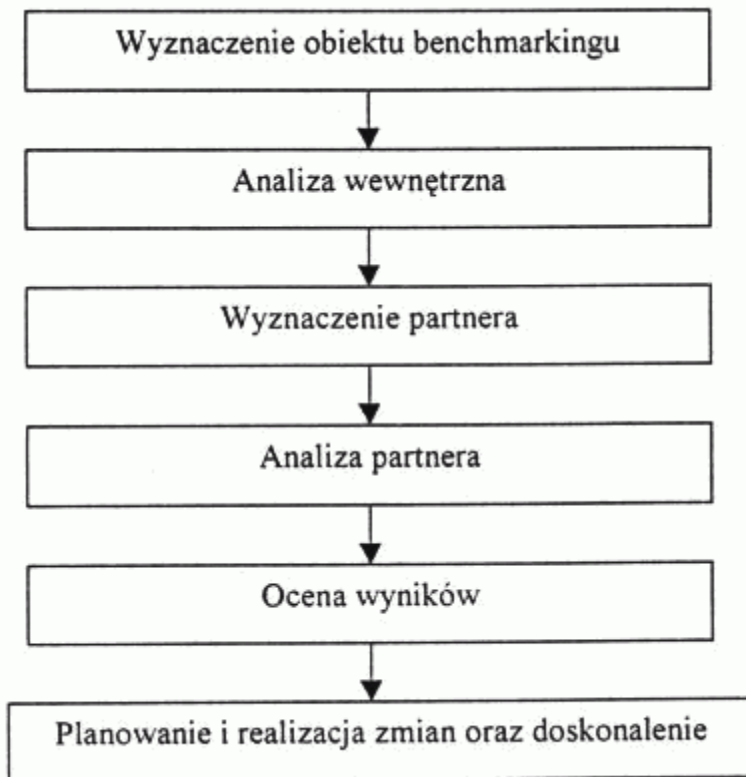 Wyznaczenie obiektu benchmarkingu
Analiza wewnętrzna
Wyznaczenie partnera
Analiza partnera
Ocena wyników
Planowanie i realizacja zmian oraz doskonalenie